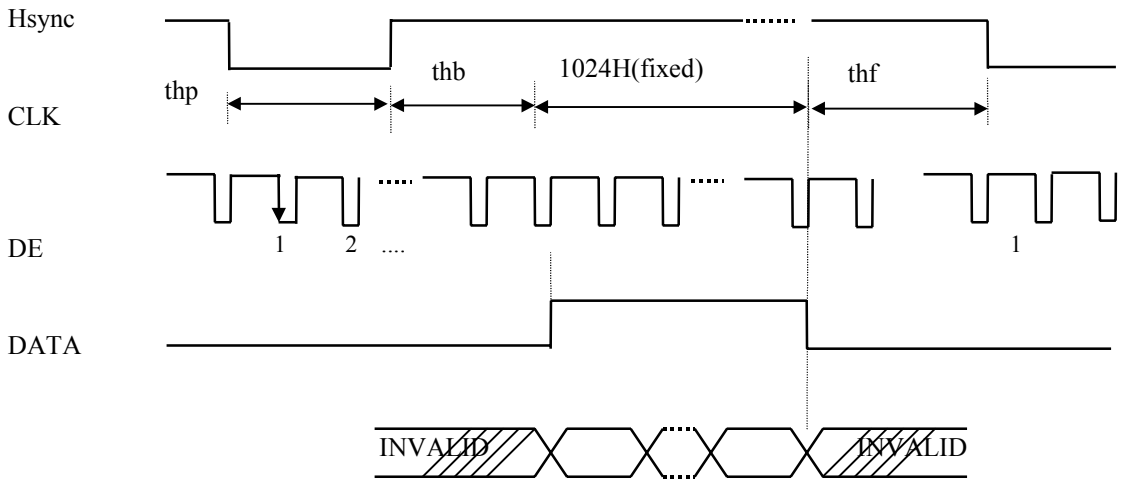 Hsync
thb
1024H(fixed)
thf
thp
CLK
1 2 .... 1
DE
DATA
INVALID INVALID